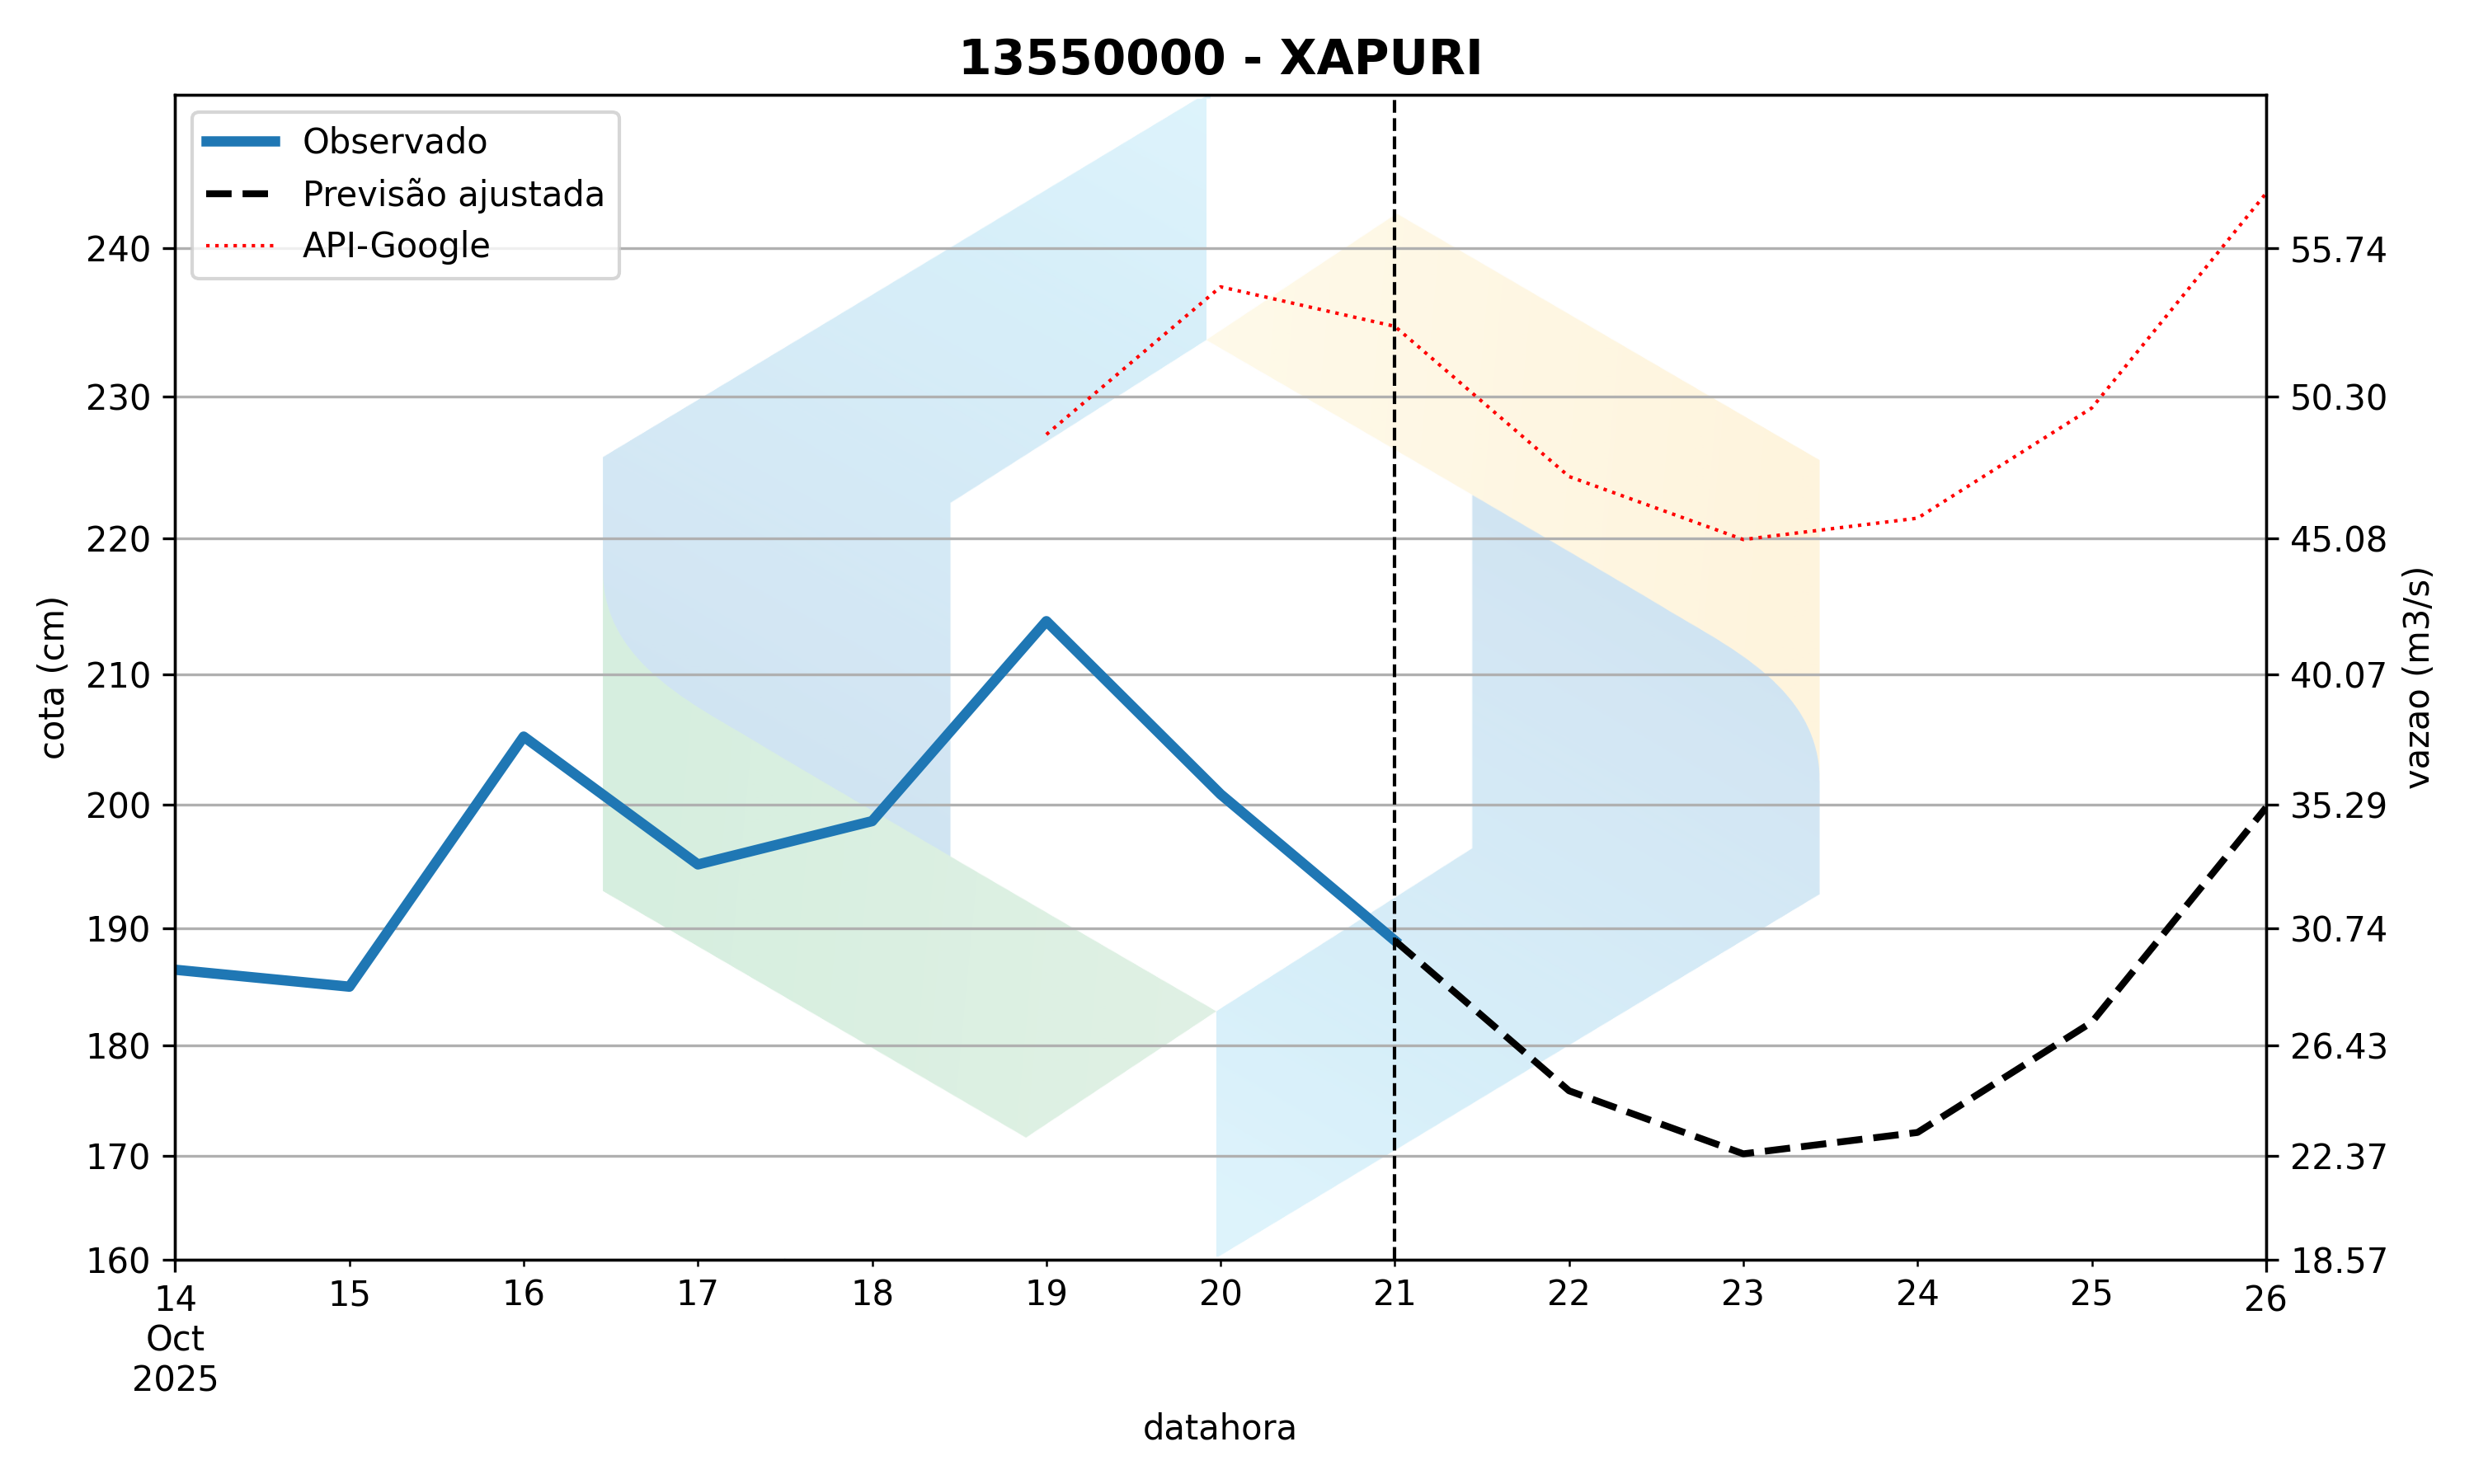 13550000 - XAPURI
Observado
Previsão ajustada
API-Google
240
230
220
210
200
190
180
170
160
cota (cm)
55.74
50.30
45.08
40.07
35.29
30.74
26.43
22.37
18.57
vazao (m3/s)
14 15 16 17 18 19 20 21 22 23 24 25 26
Oct
2025
datahora